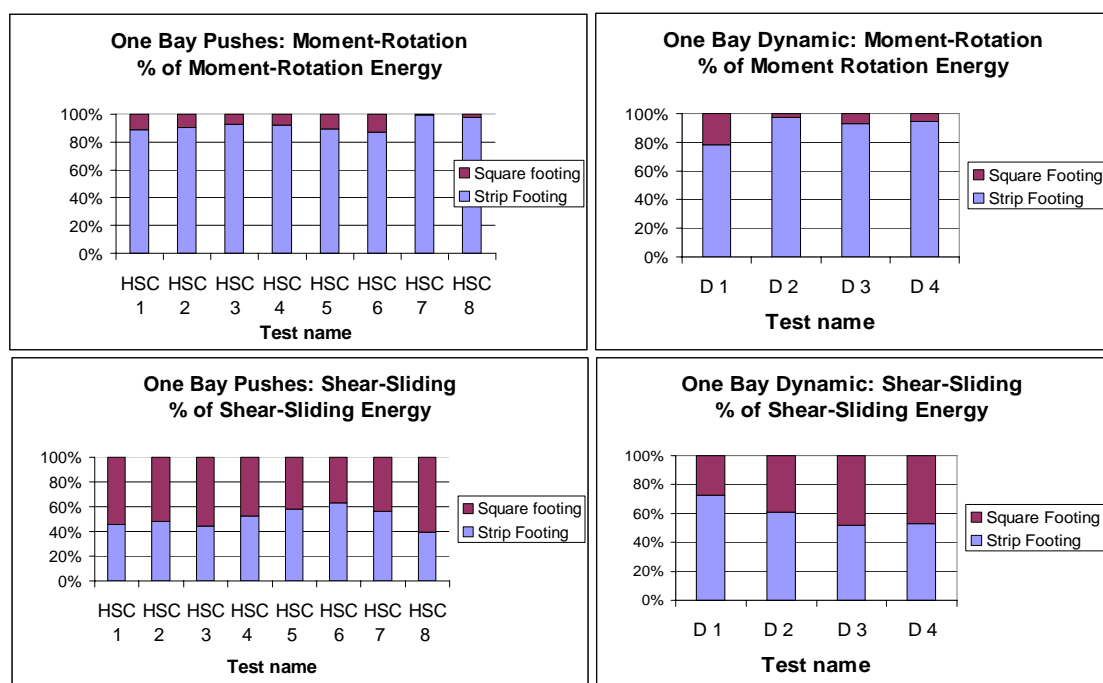 One Bay Pushes: Moment-Rotation
% of Moment-Rotation Energy
100%
80%
60%
40%
20%
0%
HSC HSC HSC HSC HSC HSC HSC HSC
1 2 3 4 5 6 7 8
Test name
Square footing
Strip Footing
One Bay Dynamic: Moment-Rotation
% of Moment Rotation Energy
100%
80%
60%
40%
20%
0%
D 1 D 2 D 3 D 4
Test name
Square Footing
Strip Footing
One Bay Pushes: Shear-Sliding
% of Shear-Sliding Energy
100%
80%
60%
40%
20%
0%
HSC HSC HSC HSC HSC HSC HSC HSC
1 2 3 4 5 6 7 8
Test name
Square footing
Strip Footing
One Bay Dynamic: Shear-Sliding
% of Shear-Sliding Energy
100%
80%
60%
40%
20%
0%
D 1 D 2 D 3 D 4
Test name
Square Footing
Strip Footing